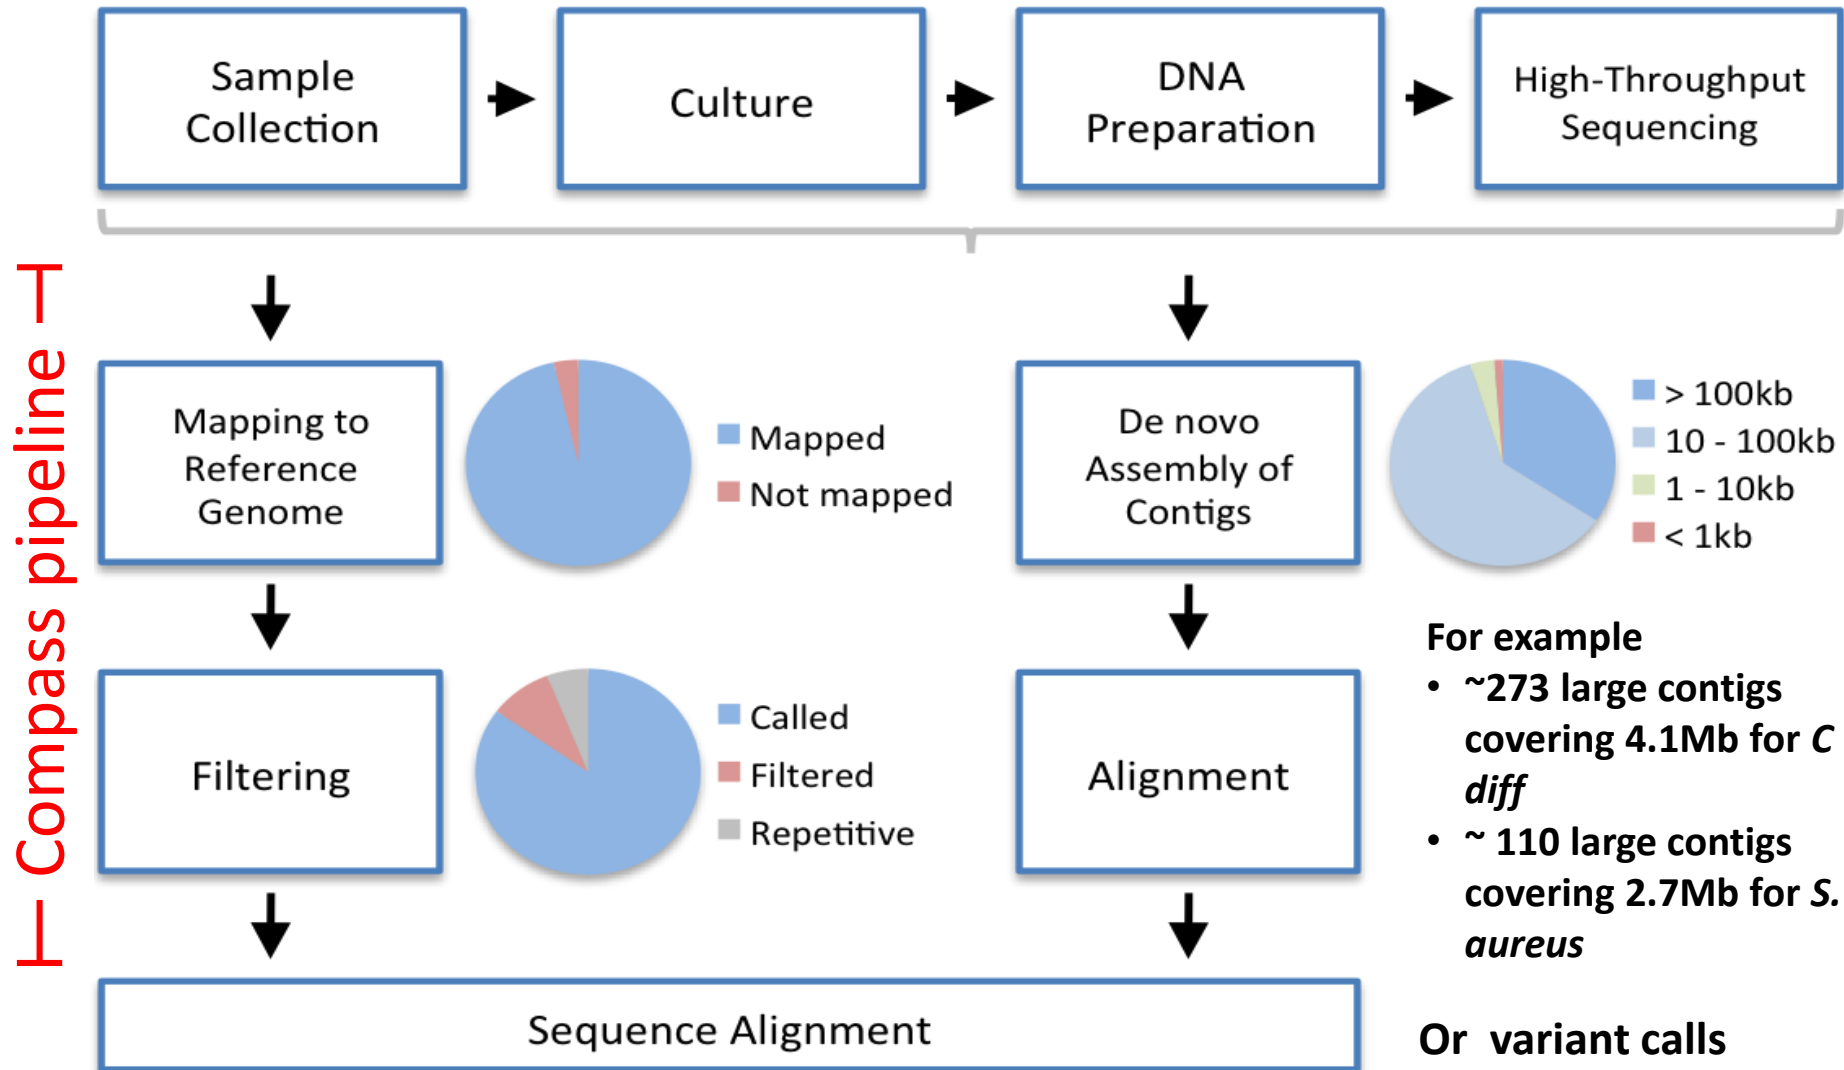 Sample
Collection
Culture
DNA
Preparation
High-Throughput
Sequencing
Compass pipeline
Mapping to
Reference
Genome
Mapped
Not mapped
De novo
Assembly of
Contigs
> 100kb
10 - 100kb
1 - 10kb
< 1kb
Filtering
Called
Filtered
Repetitive
Alignment
For example
• ~273 large contigs
covering 4.1Mb for C
diff
• ~ 110 large contigs
covering 2.7Mb for S.
aureus
Sequence Alignment
Or variant calls